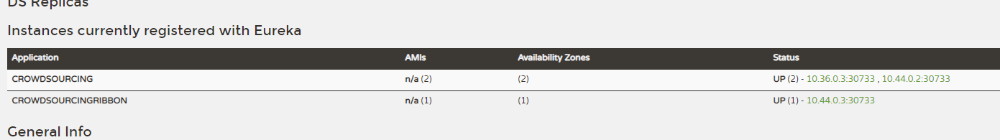 DS Replicas
Instances currently registered with Eureka
Application AMIs Availability Zones Status
CROWDSOURCING n/a (2) (2) UP (2) - 10.36.0.3:30733 , 10.44.0.2:30733
CROWDSOURCINGRIBBON n/a (1) (1) UP (1) - 10.44.0.3:30733
General Info